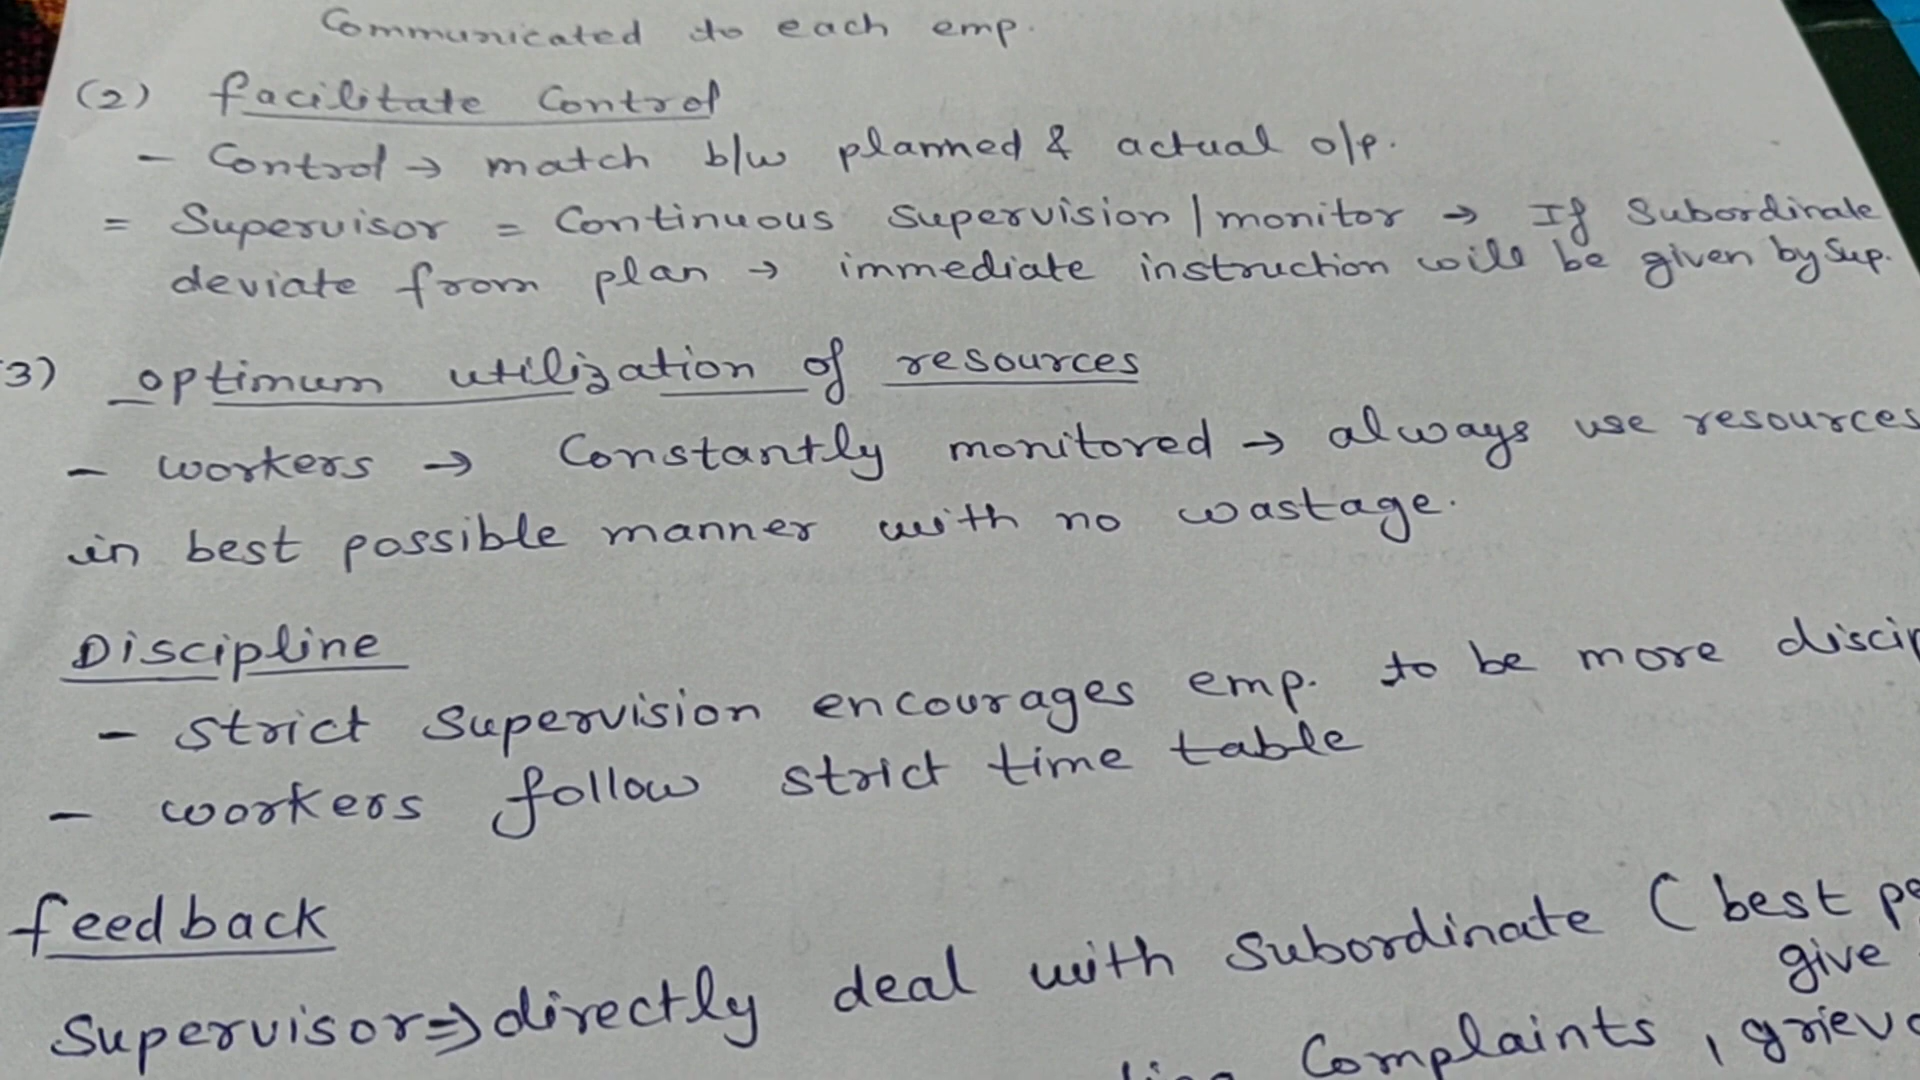 Communicated to each emp.
(2) facilitate Control
- Control → match b/w planned & actual o/p.
= Supervisor = Continuous Supervision | monitor → If Subordinate
deviate from plan → immediate instruction will be given by Sup.
3) optimum utilization of resources
- workers → Constantly monitored → always use resources
in best possible manner with no wastage.
Discipline
- Strict Supervision encourages emp. to be more discip
- workers follow strict time table
feedback
Supervisor⇒directly deal with Subordinate ( best
give
Complaints, griev